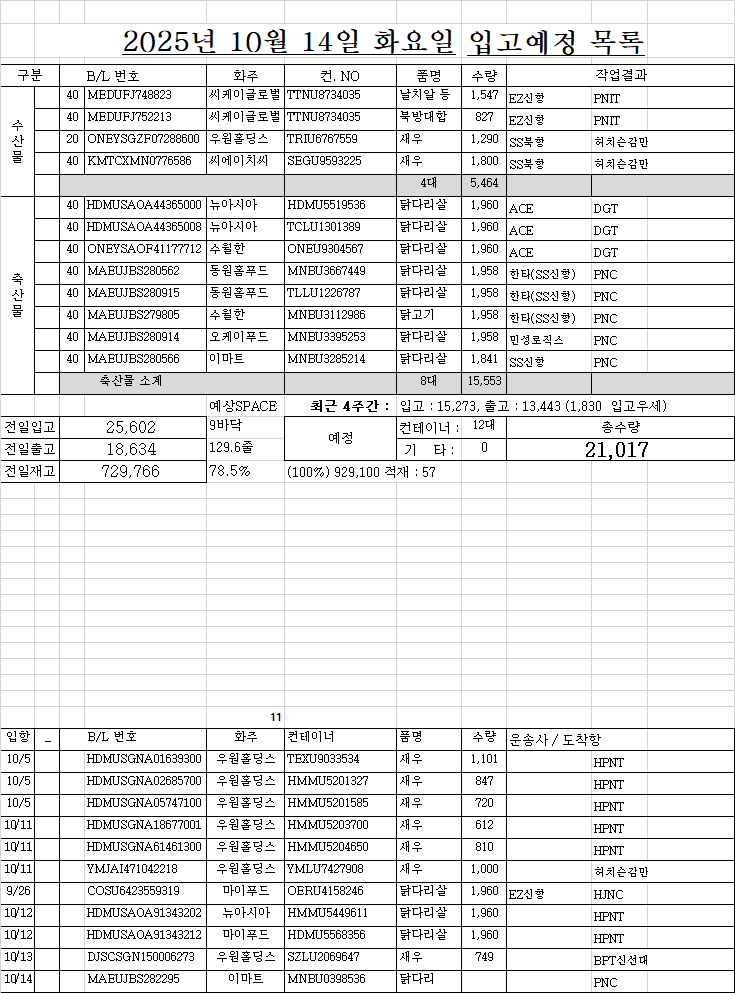 2025년 10월 14일 화요일 입고예정 목록
구분 B/L 번호 화주 컨. NO 품명 수량 작업결과
수산물
40 MEDUFJ748823 씨케이글로벌 TTNU8734035 날치알 등 1,547 EZ신항 PNIT
40 MEDUFJ752213 씨케이글로벌 TTNU8734035 북방대합 827 EZ신항 PNIT
20 ONEYSGZF07288600 우원홀딩스 TRIU6767559 새우 1,290 SS북항 허치슨감만
40 KMTCXMN0776586 씨에이치씨 SEGU9593225 새우 1,800 SS북항 허치슨감만
4대 5,464
축산물
40 HDMUSAOA44365000 뉴아시아 HDMU5519536 닭다리살 1,960 ACE DGT
40 HDMUSAOA44365008 뉴아시아 TCLU1301389 닭다리살 1,960 ACE DGT
40 ONEYSAOF41177712 수월한 ONEU9304567 닭다리살 1,960 ACE DGT
40 MAEUJBS280562 동원홈푸드 MNBU3667449 닭다리살 1,958 한타(SS신항) PNC
40 MAEUJBS280915 동원홈푸드 TLLU1226787 닭다리살 1,958 한타(SS신항) PNC
40 MAEUJBS279805 수월한 MNBU3112986 닭고기 1,958 한타(SS신항) PNC
40 MAEUJBS280914 오케이푸드 MNBU3395253 닭다리살 1,958 민성로직스 PNC
40 MAEUJBS280566 이마트 MNBU3285214 닭다리살 1,841 SS신항 PNC
축산물 소계 8대 15,553
예상SPACE 최근 4주간 : 입고 : 15,273, 출고 : 13,443 (1,830 입고우세)
전일입고 25,602 9바닥 예정 컨테이너 : 12대 총수량
전일출고 18,634 129.6줄 기 타 : 0 21,017
전일재고 729,766 78.5% (100%) 929,100 적재 : 57
11
입항 _ B/L 번호 화주 컨테이너 품명 수량 운송사 / 도착항
10/5 HDMUSGNA01639300 우원홀딩스 TEXU9033534 새우 1,101 HPNT
10/5 HDMUSGNA02685700 우원홀딩스 HMMU5201327 새우 847 HPNT
10/5 HDMUSGNA05747100 우원홀딩스 HMMU5201585 새우 720 HPNT
10/11 HDMUSGNA18677001 우원홀딩스 HMMU5203700 새우 612 HPNT
10/11 HDMUSGNA61461300 우원홀딩스 HMMU5204650 새우 810 HPNT
10/11 YMJAI471042218 우원홀딩스 YMLU7427908 새우 1,000 허치슨감만
9/26 COSU6423559319 마이푸드 OERU4158246 닭다리살 1,960 EZ신항 HJNC
10/12 HDMUSAOA91343202 뉴아시아 HMMU5449611 닭다리살 1,960 HPNT
10/12 HDMUSAOA91343212 마이푸드 HDMU5568356 닭다리살 1,960 HPNT
10/13 DJSCSGN150006273 우원홀딩스 SZLU2069647 새우 749 BPT신선대
10/14 MAEUJBS282295 이마트 MNBU0398536 닭다리 PNC